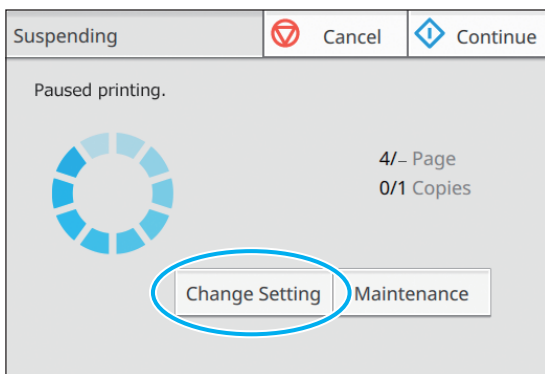 Suspending Cancel Continue
Paused printing.
4/– Page
0/1 Copies
Change Setting Maintenance